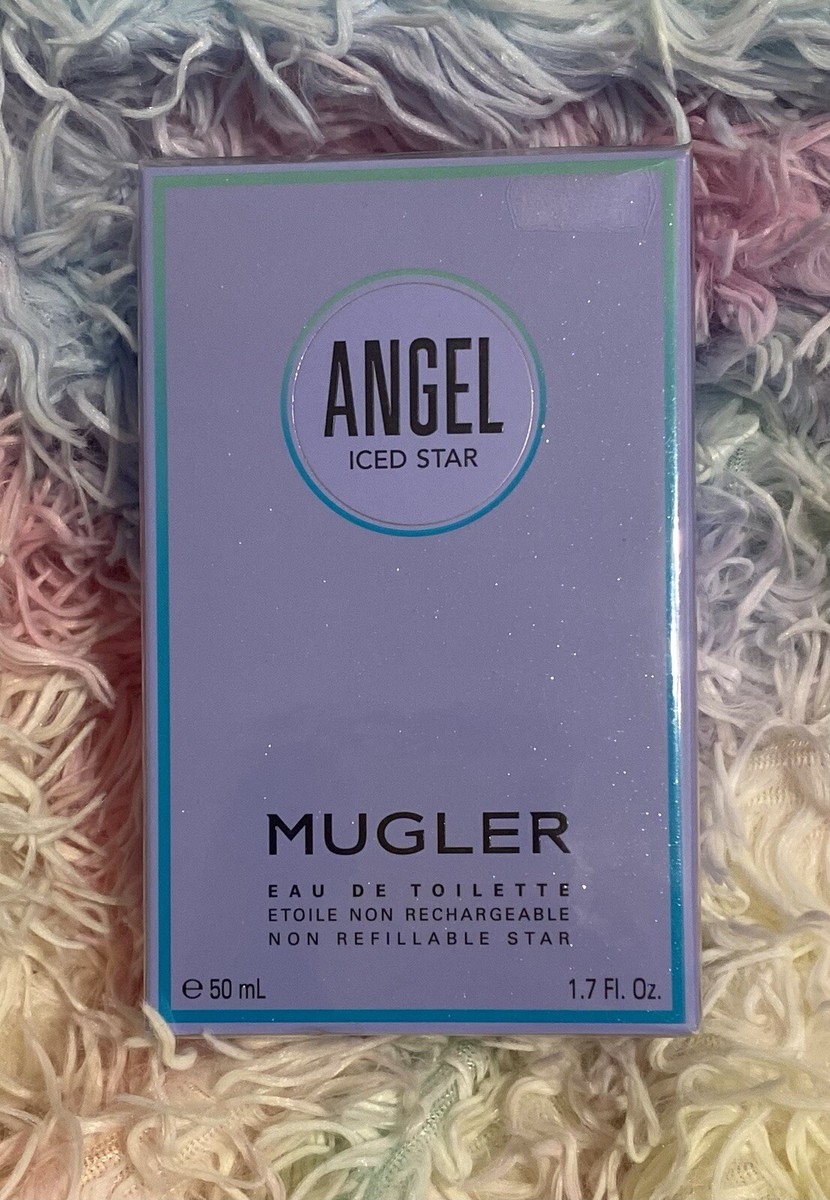 ANGEL
ICED STAR
MUGLER
EAU DE TOILETTE
ETOILE NON RECHARGEABLE
NON REFILLABLE STAR
℮ 50 mL
1.7 Fl. Oz.